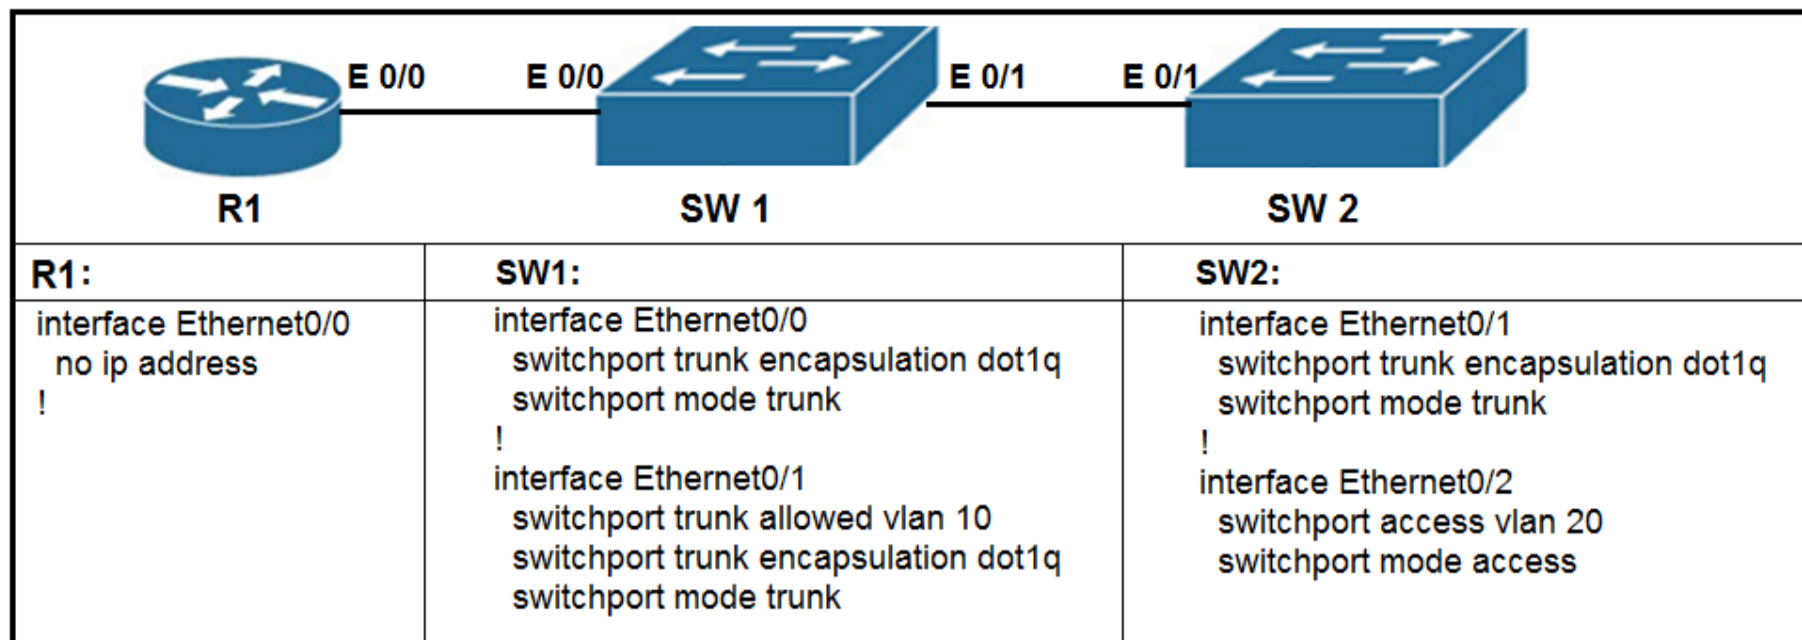 E 0/0
E 0/0
E 0/1
E 0/1
R1
SW 1
SW 2
R1:
interface Ethernet0/0
no ip address
!
SW1:
interface Ethernet0/0
switchport trunk encapsulation dot1q
switchport mode trunk
!
interface Ethernet0/1
switchport trunk allowed vlan 10
switchport trunk encapsulation dot1q
switchport mode trunk
SW2:
interface Ethernet0/1
switchport trunk encapsulation dot1q
switchport mode trunk
!
interface Ethernet0/2
switchport access vlan 20
switchport mode access